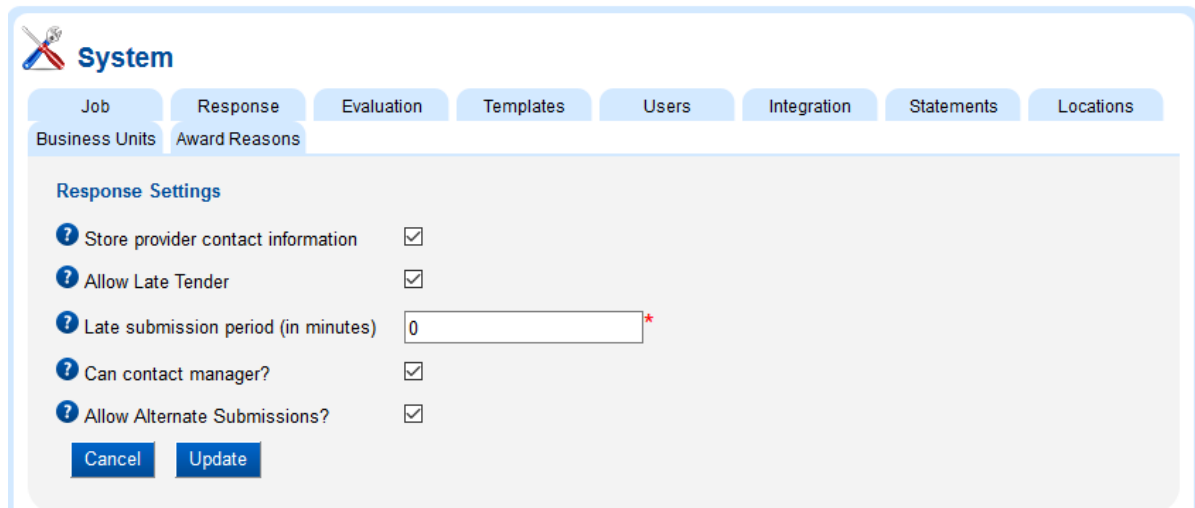 System
Job Response Evaluation Templates Users Integration Statements Locations
Business Units Award Reasons
Response Settings
? Store provider contact information
? Allow Late Tender
? Late submission period (in minutes) 0 *
? Can contact manager?
? Allow Alternate Submissions?
Cancel Update